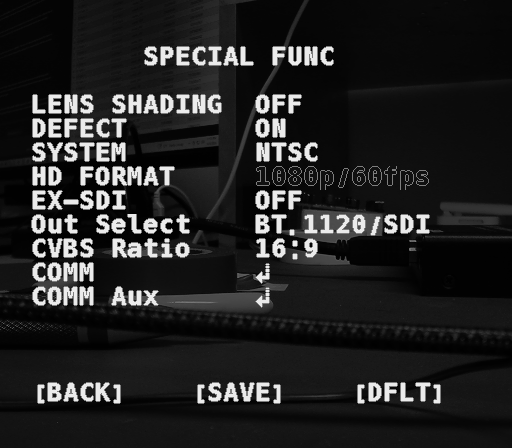 SPECIAL FUNC
LENS SHADING OFF
DEFECT ON
SYSTEM NTSC
HD FORMAT 1080p/60fps
EX-SDI OFF
Out Select BT.1120/SDI
CVBS Ratio 16:9
COMM ↲
COMM Aux ↲
[BACK] [SAVE] [DFLT]